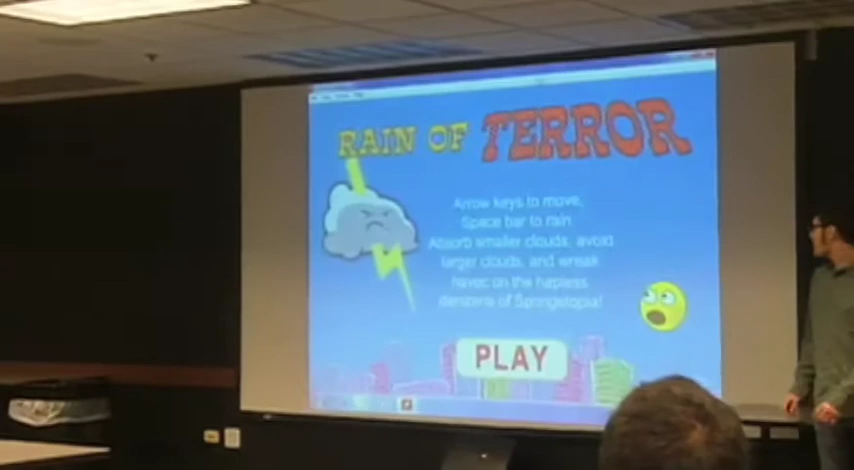 RAIN OF TERROR
Arrow keys to move,
Space bar to rain
Absorb smaller clouds, avoid
larger clouds, and wreak
havoc on the hapless
denizens of Spongetopia!
PLAY